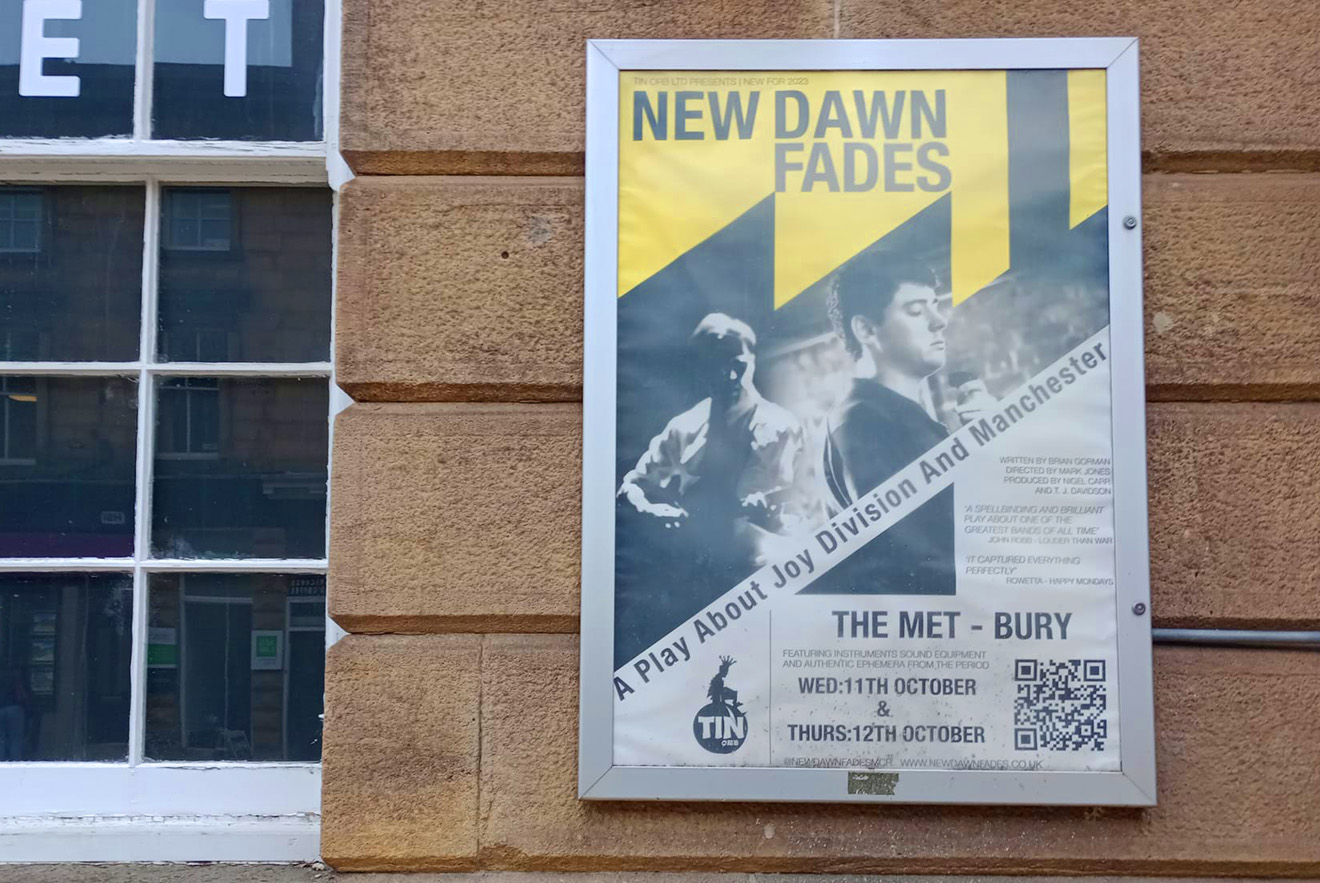 ET
TIN ORB LTD PRESENTS | NEW FOR 2023
NEW DAWN
FADES
A Play About Joy Division And Manchester
WRITTEN BY BRIAN GORMAN
DIRECTED BY MARK JONES
PRODUCED BY NIGEL CARR
AND T. J. DAVIDSON
'A SPELLBINDING AND BRILLIANT
PLAY ABOUT ONE OF THE
GREATEST BANDS OF ALL TIME'
JOHN ROBB - LOUDER THAN WAR
'IT CAPTURED EVERYTHING
PERFECTLY'
ROWETTA - HAPPY MONDAYS
THE MET - BURY
FEATURING INSTRUMENTS SOUND EQUIPMENT
AND AUTHENTIC EPHEMERA FROM THE PERIOD
WED:11TH OCTOBER
&
THURS:12TH OCTOBER
TIN
ORB
@NEWDAWNFADESMCR WWW.NEWDAWNFADES.CO.UK